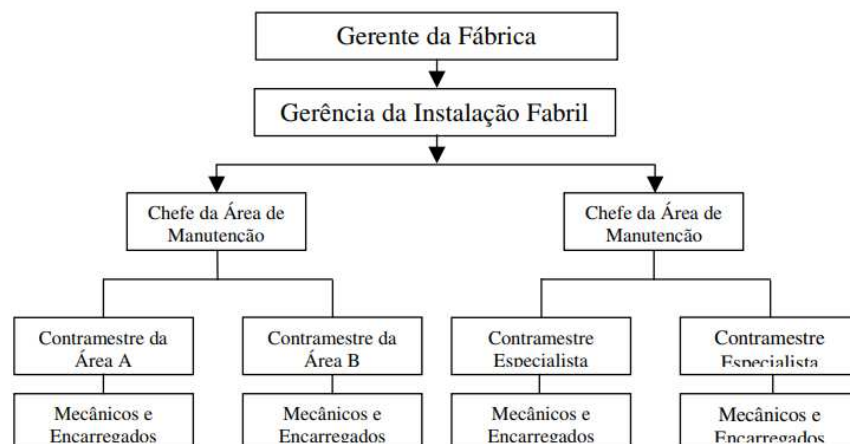 Gerente da Fábrica
Gerência da Instalação Fabril
Chefe da Área de
Manutenção
Chefe da Área de
Manutenção
Contramestre da
Área A
Contramestre da
Área B
Contramestre
Especialista
Contramestre
Especialista
Mecânicos e
Encarregados
Mecânicos e
Encarregados
Mecânicos e
Encarregados
Mecânicos e
Encarregados